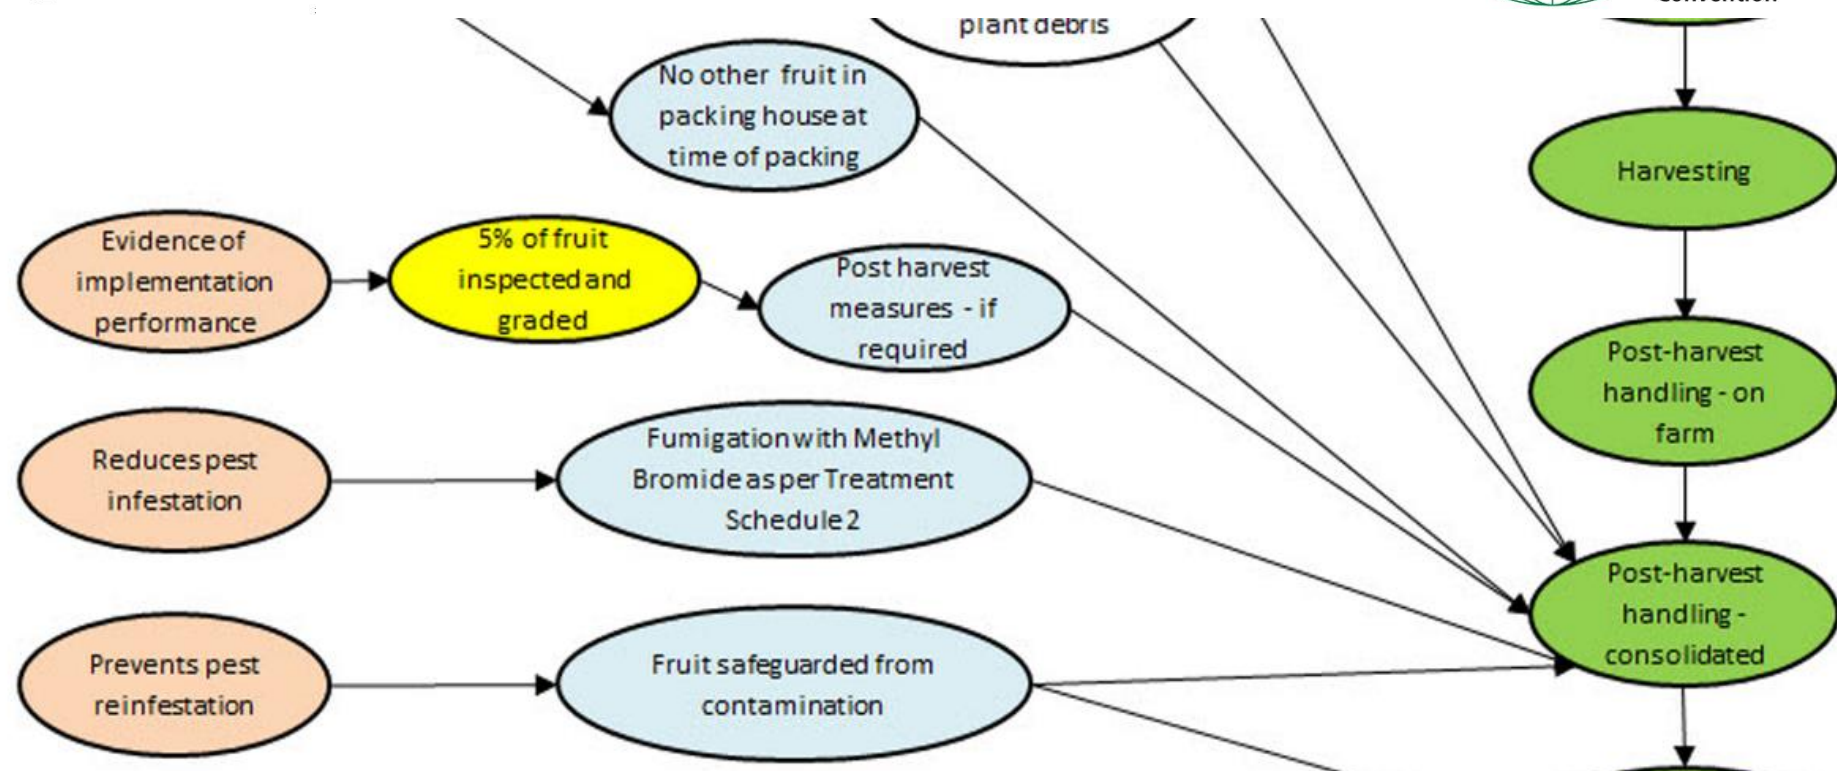 Convention
plant debris
No other fruit in
packing house at
time of packing
Harvesting
Evidence of
implementation
performance
5% of fruit
inspected and
graded
Post harvest
measures - if
required
Post-harvest
handling - on
farm
Reduces pest
infestation
Fumigation with Methyl
Bromide as per Treatment
Schedule 2
Post-harvest
handling -
consolidated
Prevents pest
reinfestation
Fruit safeguarded from
contamination